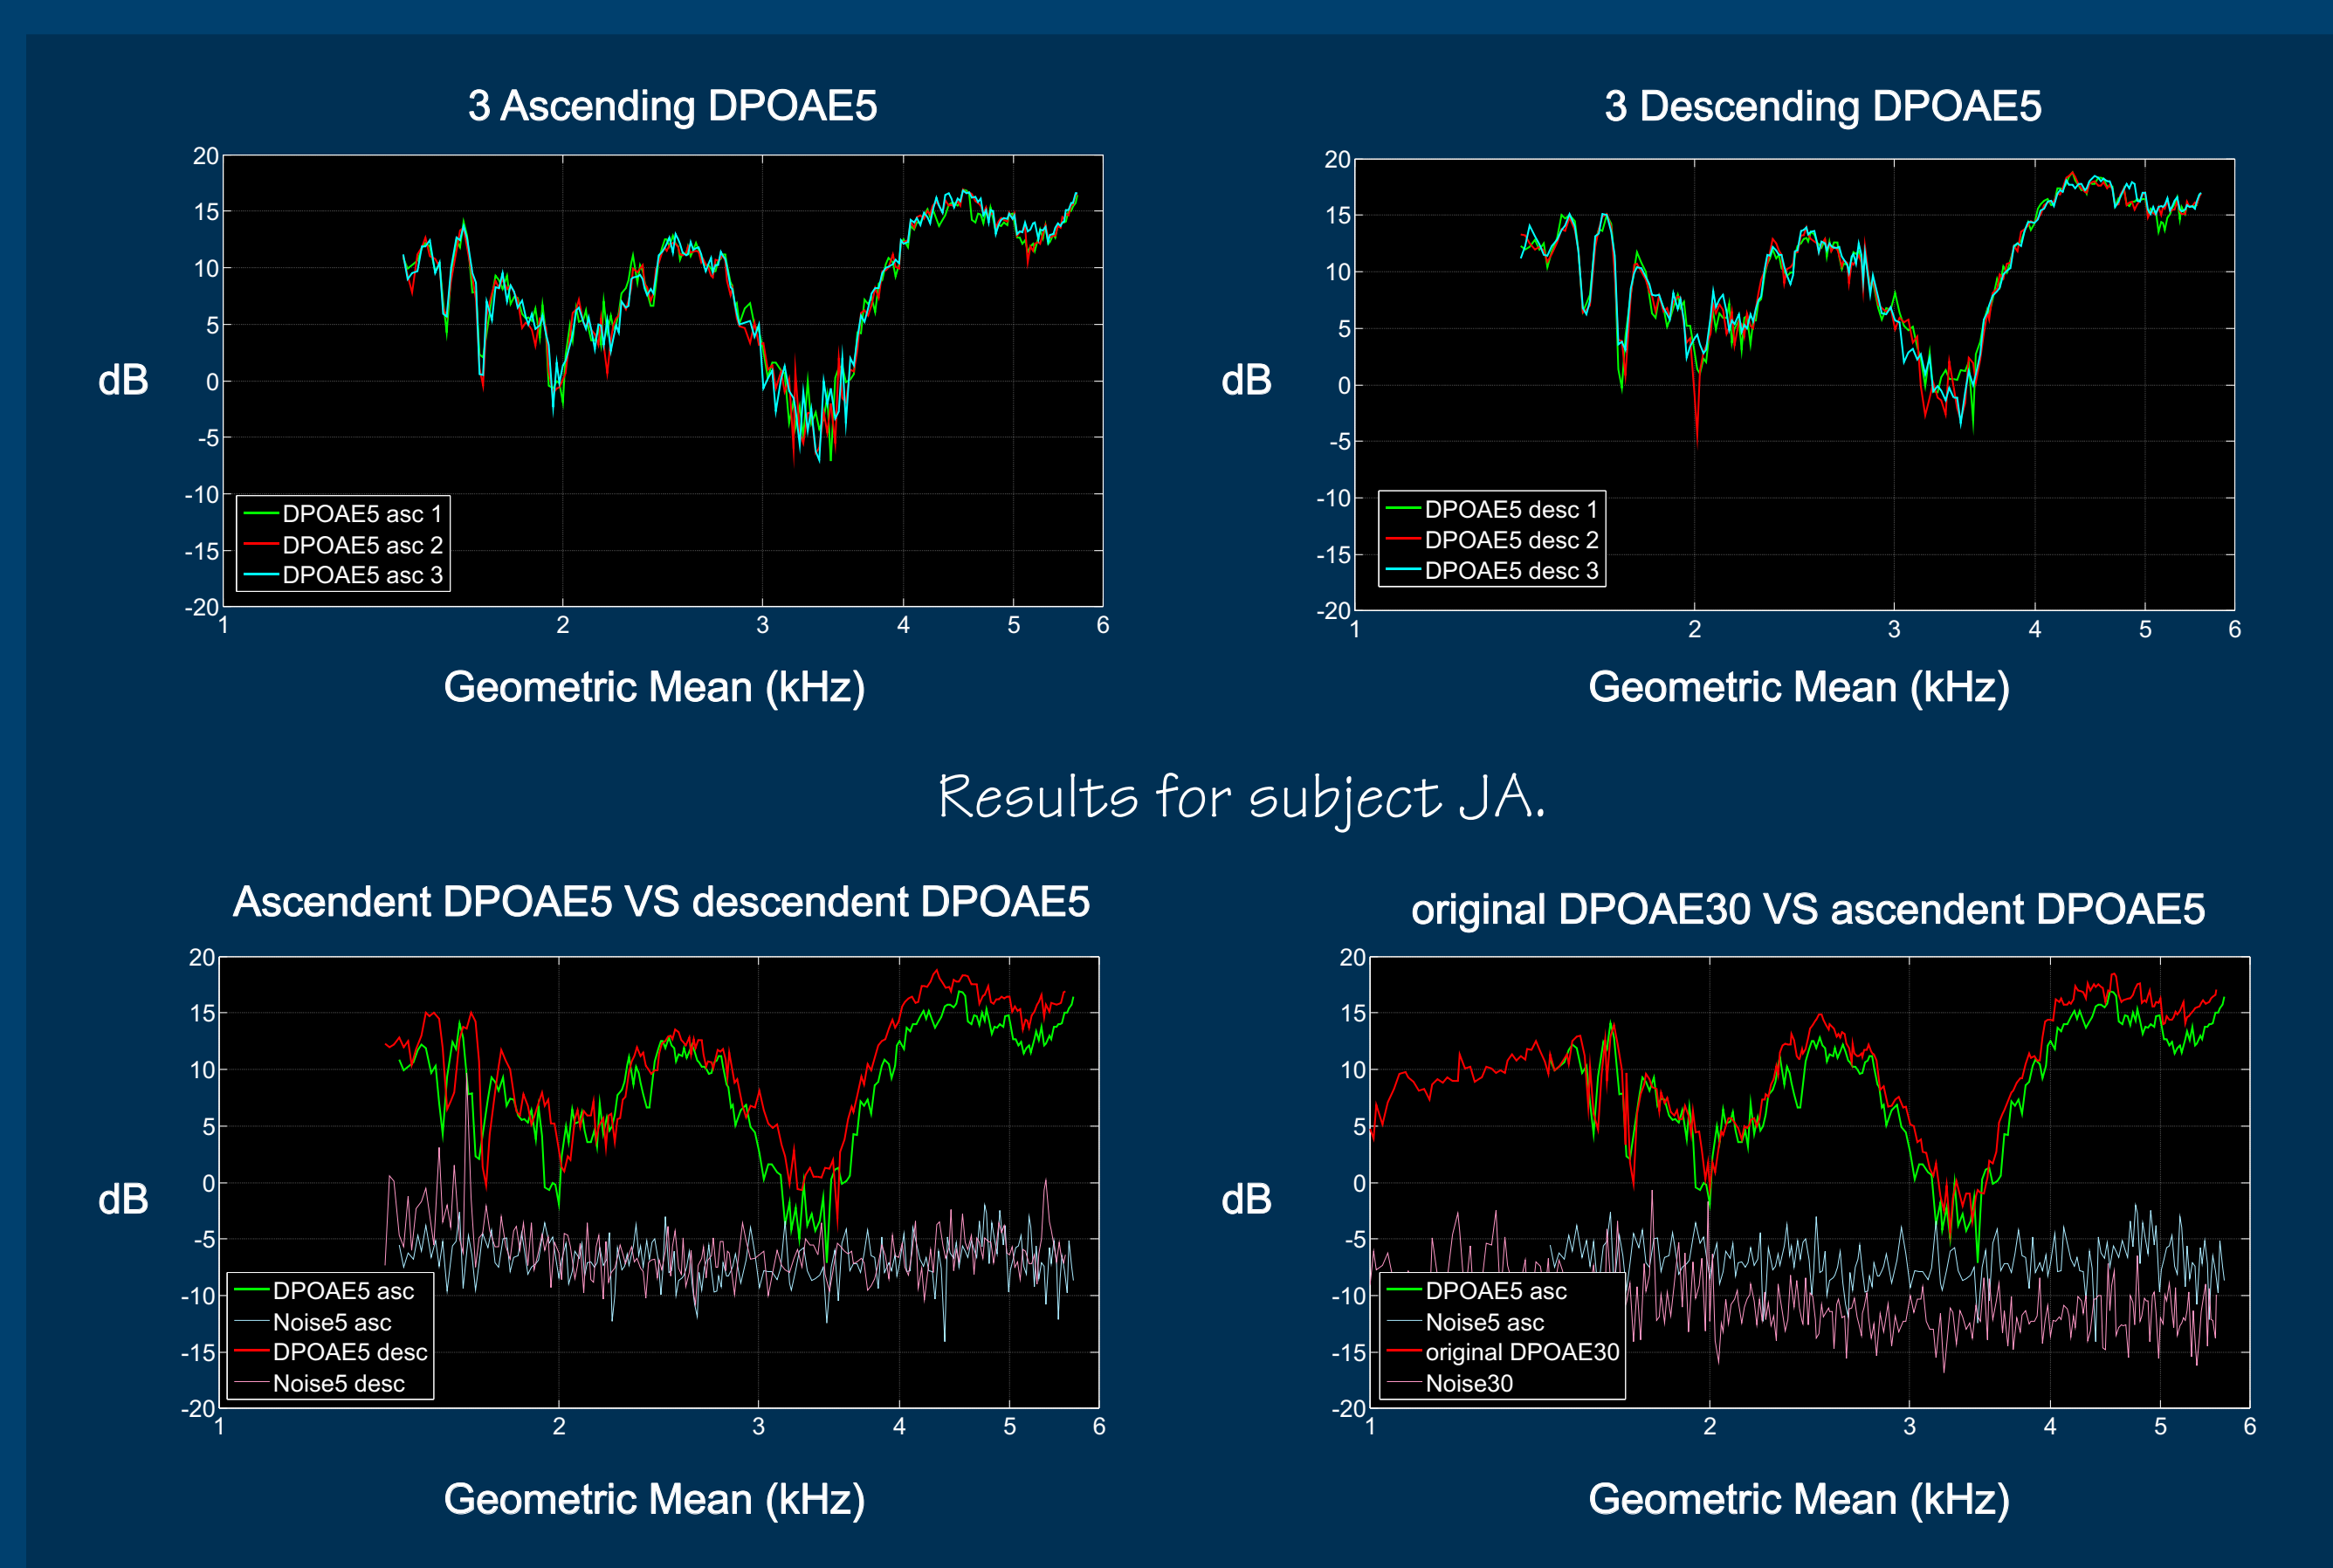 3 Ascending DPOAE5
20
15
10
5
0
-5
-10
-15
-20
dB
DPOAE5 asc 1
DPOAE5 asc 2
DPOAE5 asc 3
1 2 3 4 5 6
Geometric Mean (kHz)
3 Descending DPOAE5
20
15
10
5
0
-5
-10
-15
-20
dB
DPOAE5 desc 1
DPOAE5 desc 2
DPOAE5 desc 3
1 2 3 4 5 6
Geometric Mean (kHz)
Results for subject JA.
Ascendent DPOAE5 VS descendent DPOAE5
20
15
10
5
0
-5
-10
-15
-20
dB
DPOAE5 asc
Noise5 asc
DPOAE5 desc
Noise5 desc
1 2 3 4 5 6
Geometric Mean (kHz)
original DPOAE30 VS ascendent DPOAE5
20
15
10
5
0
-5
-10
-15
-20
dB
DPOAE5 asc
Noise5 asc
original DPOAE30
Noise30
1 2 3 4 5 6
Geometric Mean (kHz)